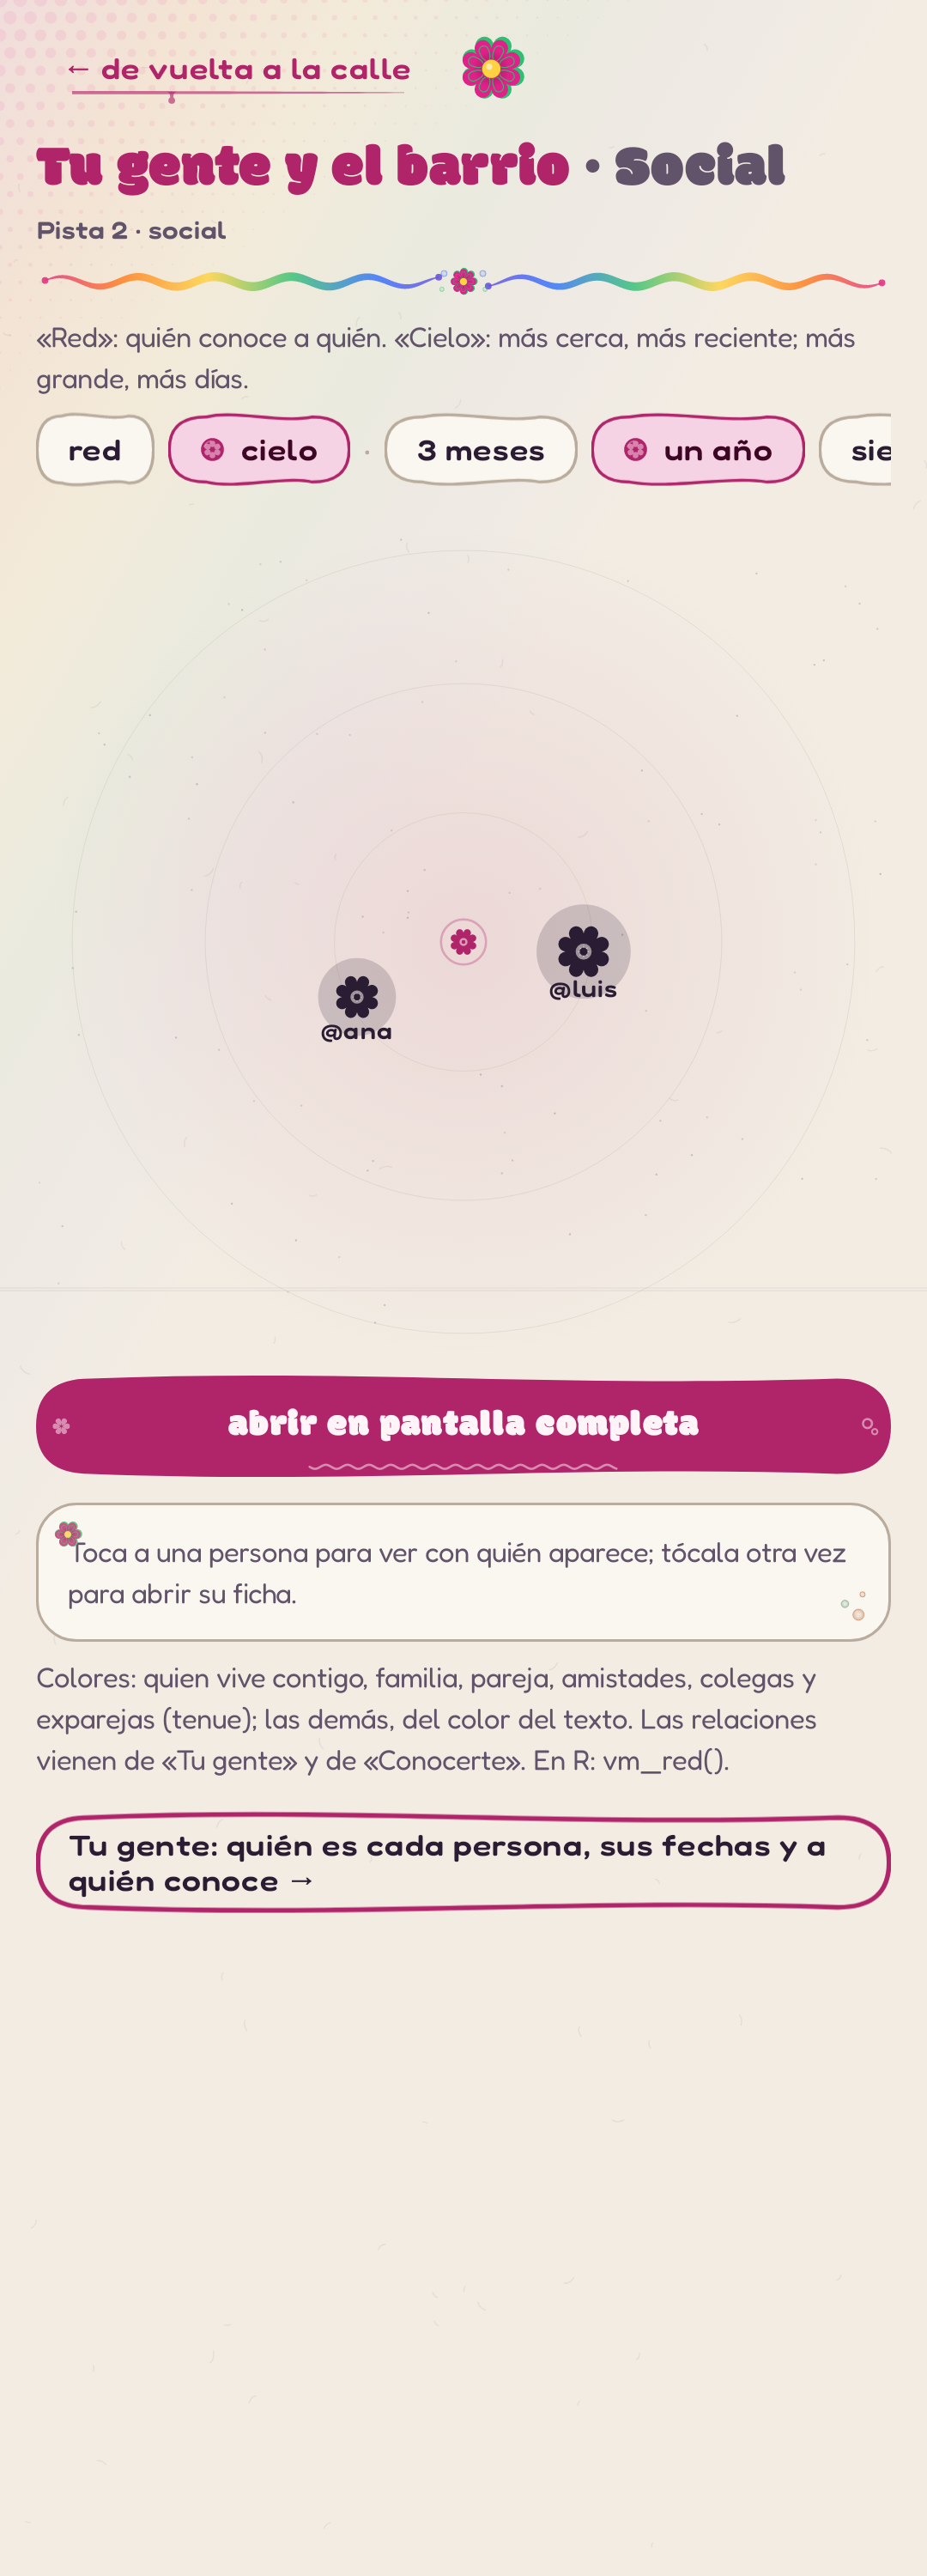 ← de vuelta a la calle
Tu gente y el barrio · Social
Pista 2 · social
«Red»: quién conoce a quién. «Cielo»: más cerca, más reciente; más
grande, más días.
red cielo · 3 meses un año sie
@luis
@ana
abrir en pantalla completa
Toca a una persona para ver con quién aparece; tócala otra vez
para abrir su ficha.
Colores: quien vive contigo, familia, pareja, amistades, colegas y
exparejas (tenue); las demás, del color del texto. Las relaciones
vienen de «Tu gente» y de «Conocerte». En R: vm_red().
Tu gente: quién es cada persona, sus fechas y a
quién conoce →